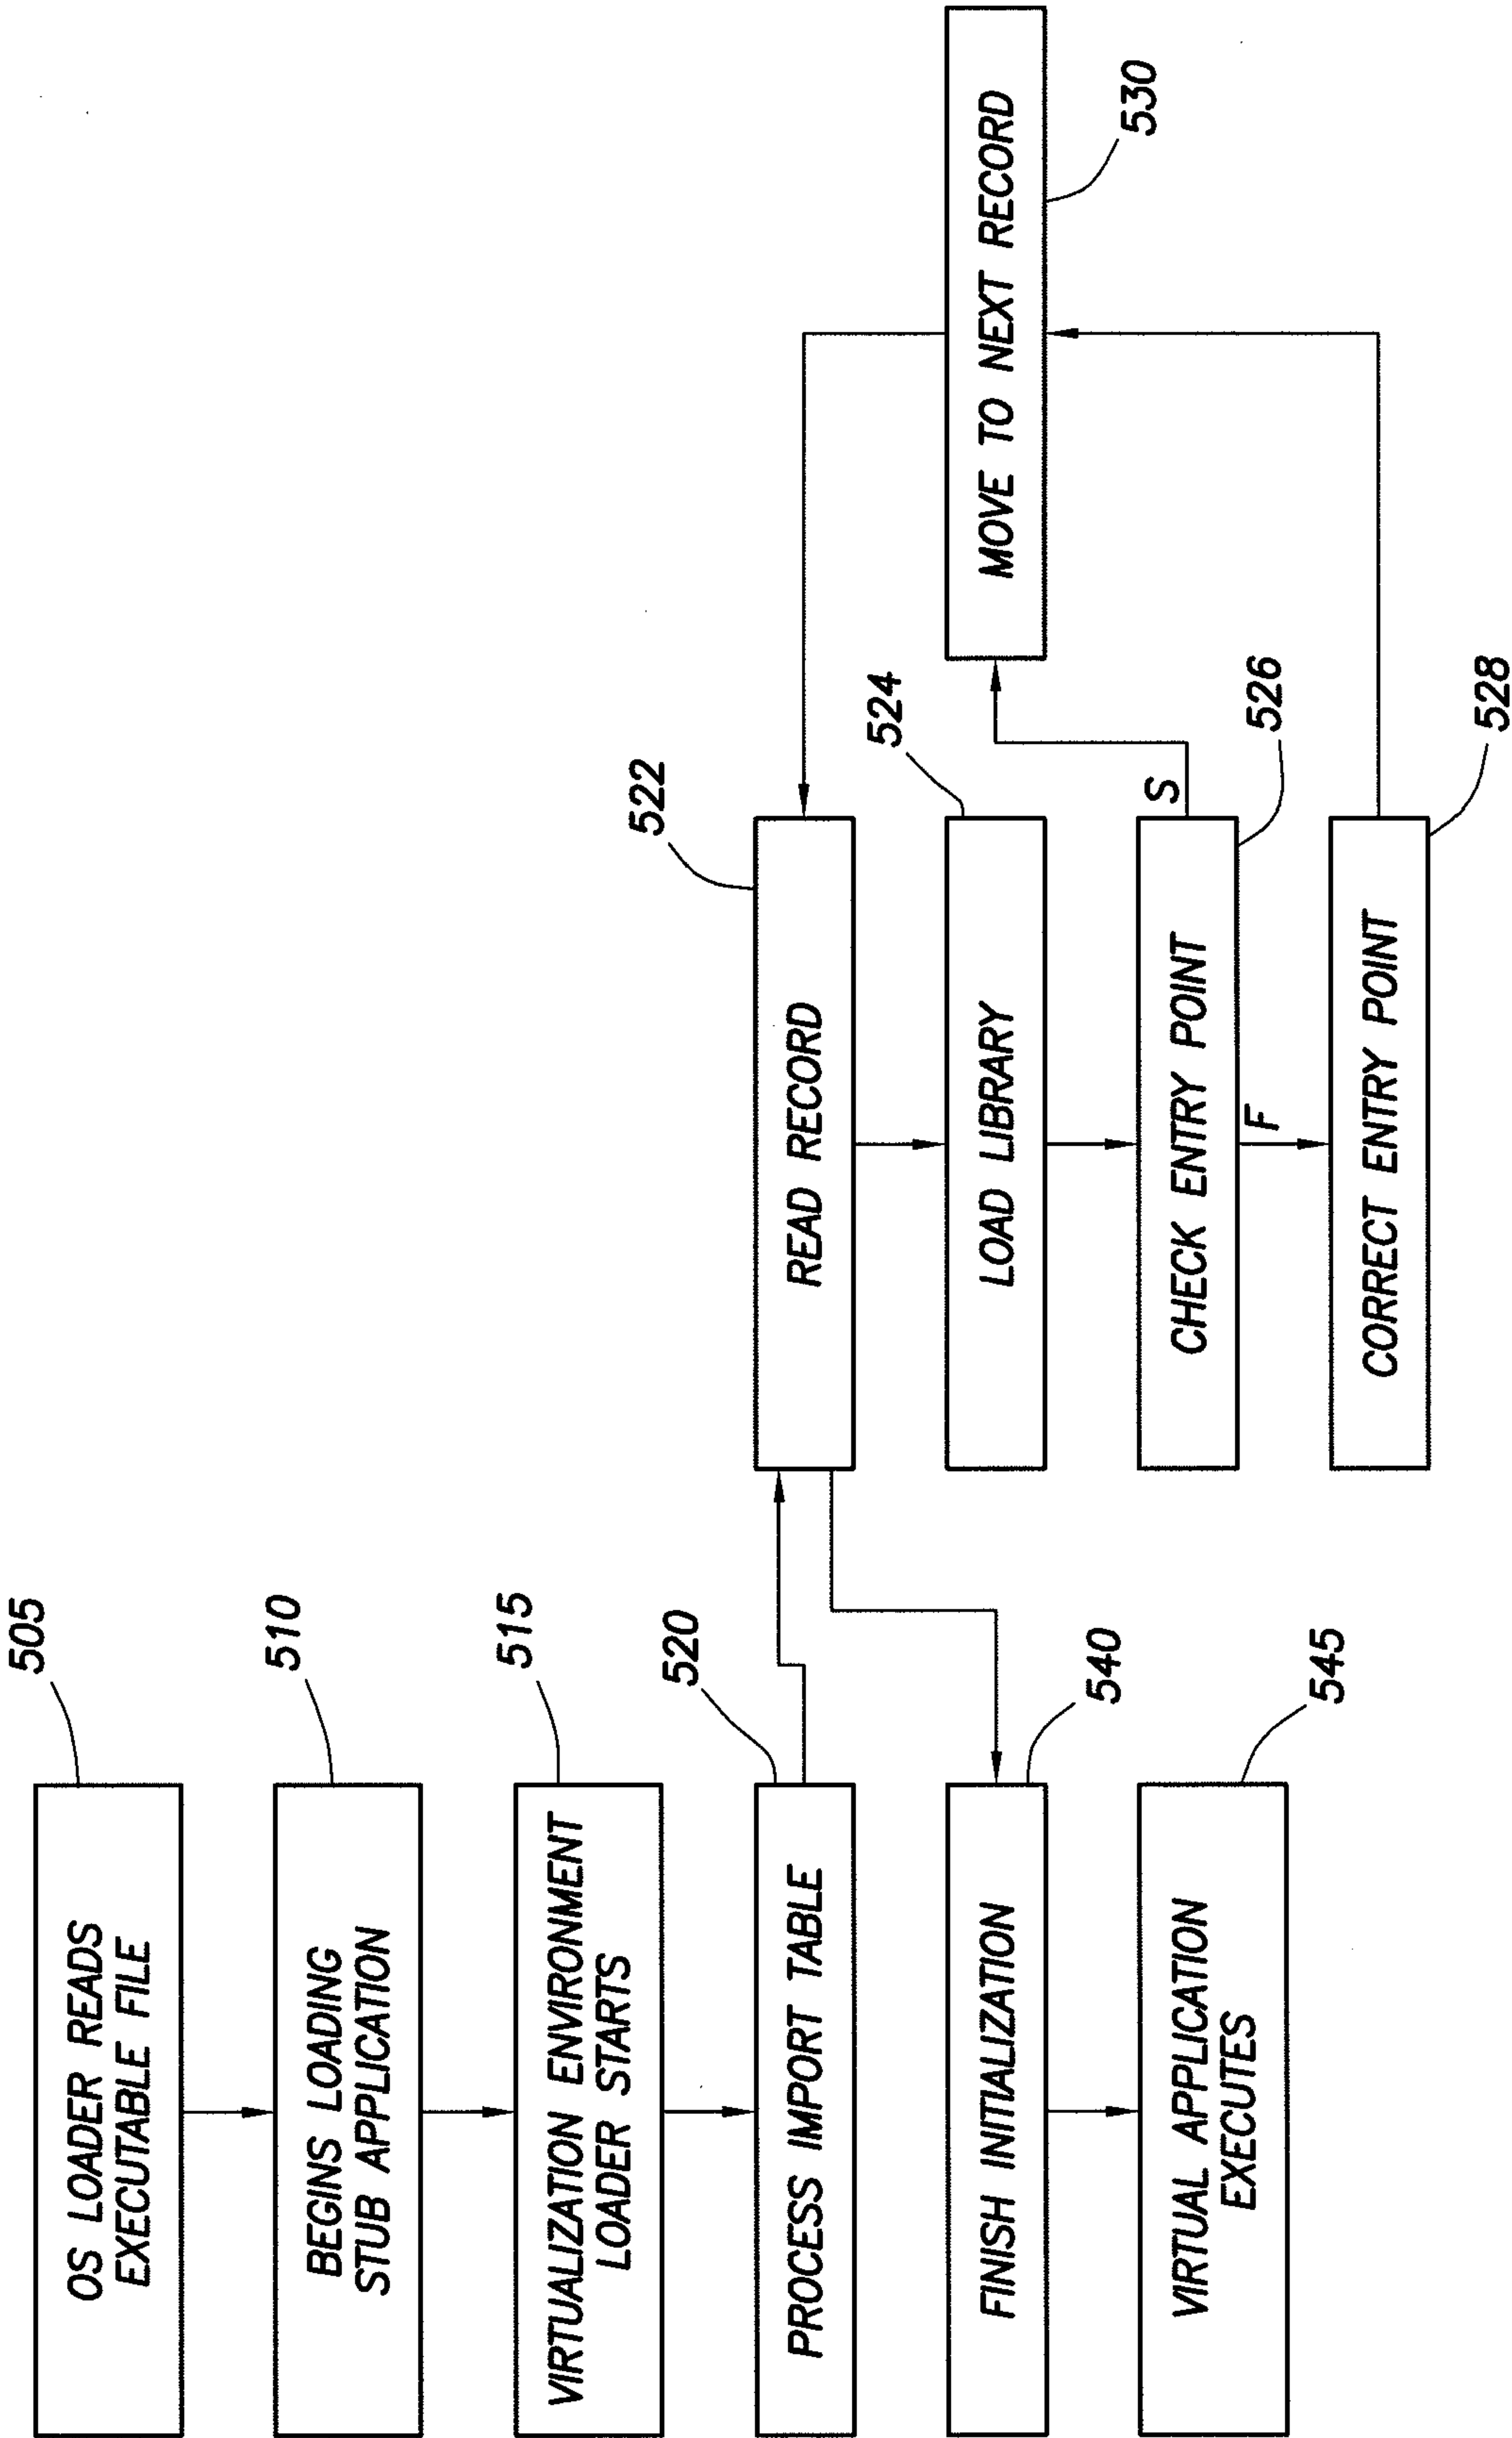 505
OS LOADER READS
EXECUTABLE FILE
510
BEGINS LOADING
STUB APPLICATION
515
VIRTUALIZATION ENVIRONMENT
LOADER STARTS
520
PROCESS IMPORT TABLE
540
FINISH INITIALIZATION
545
VIRTUAL APPLICATION
EXECUTES
522
READ RECORD
524
LOAD LIBRARY
526
CHECK ENTRY POINT
S
F
528
CORRECT ENTRY POINT
530
MOVE TO NEXT RECORD